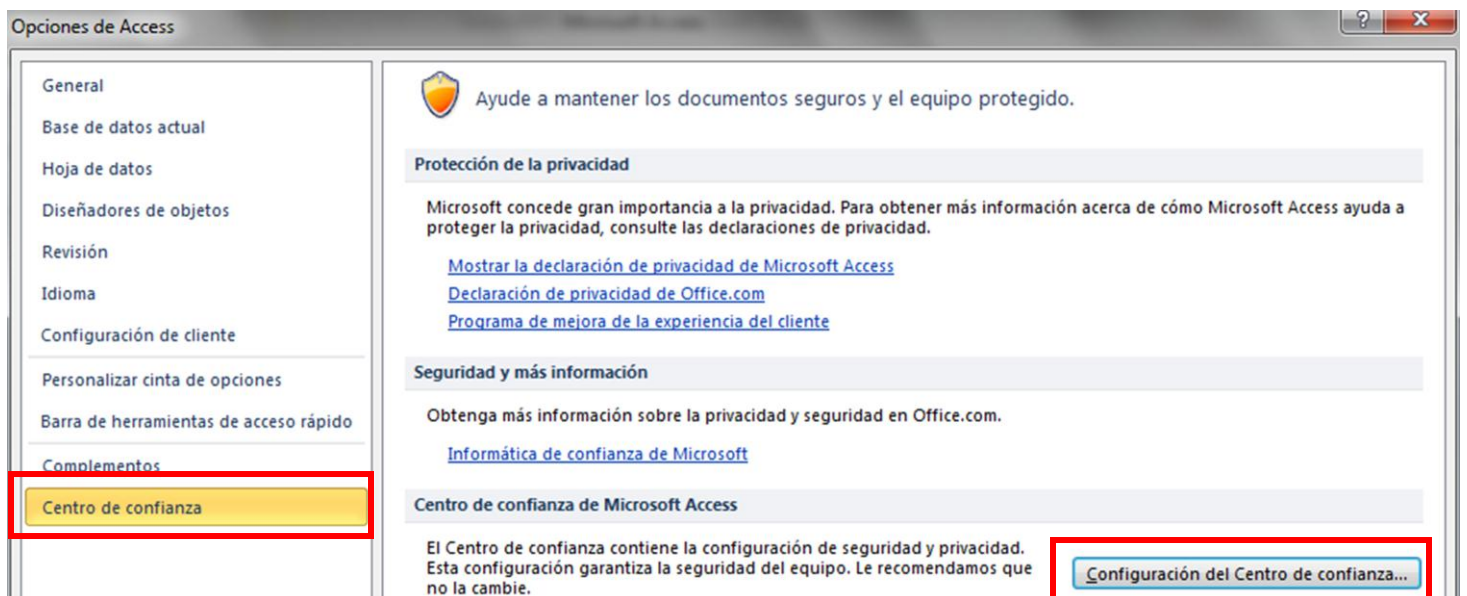 Opciones de Access
General
Base de datos actual
Hoja de datos
Diseñadores de objetos
Revisión
Idioma
Configuración de cliente
Personalizar cinta de opciones
Barra de herramientas de acceso rápido
Complementos
Centro de confianza
Ayude a mantener los documentos seguros y el equipo protegido.
Protección de la privacidad
Microsoft concede gran importancia a la privacidad. Para obtener más información acerca de cómo Microsoft Access ayuda a
proteger la privacidad, consulte las declaraciones de privacidad.
Mostrar la declaración de privacidad de Microsoft Access
Declaración de privacidad de Office.com
Programa de mejora de la experiencia del cliente
Seguridad y más información
Obtenga más información sobre la privacidad y seguridad en Office.com.
Informática de confianza de Microsoft
Centro de confianza de Microsoft Access
El Centro de confianza contiene la configuración de seguridad y privacidad.
Esta configuración garantiza la seguridad del equipo. Le recomendamos que
no la cambie.
Configuración del Centro de confianza...